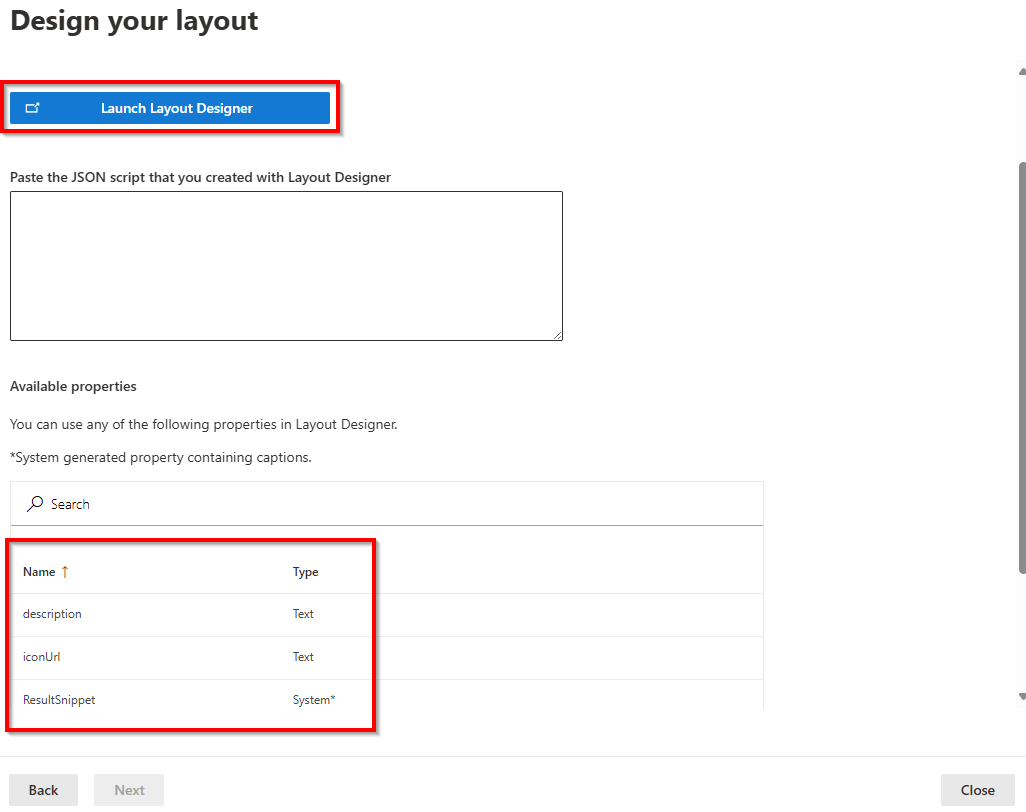 Design your layout
Launch Layout Designer
Paste the JSON script that you created with Layout Designer
Available properties
You can use any of the following properties in Layout Designer.
*System generated property containing captions.
Search
Name ↑ Type
description Text
iconUrl Text
ResultSnippet System*
Back Next Close